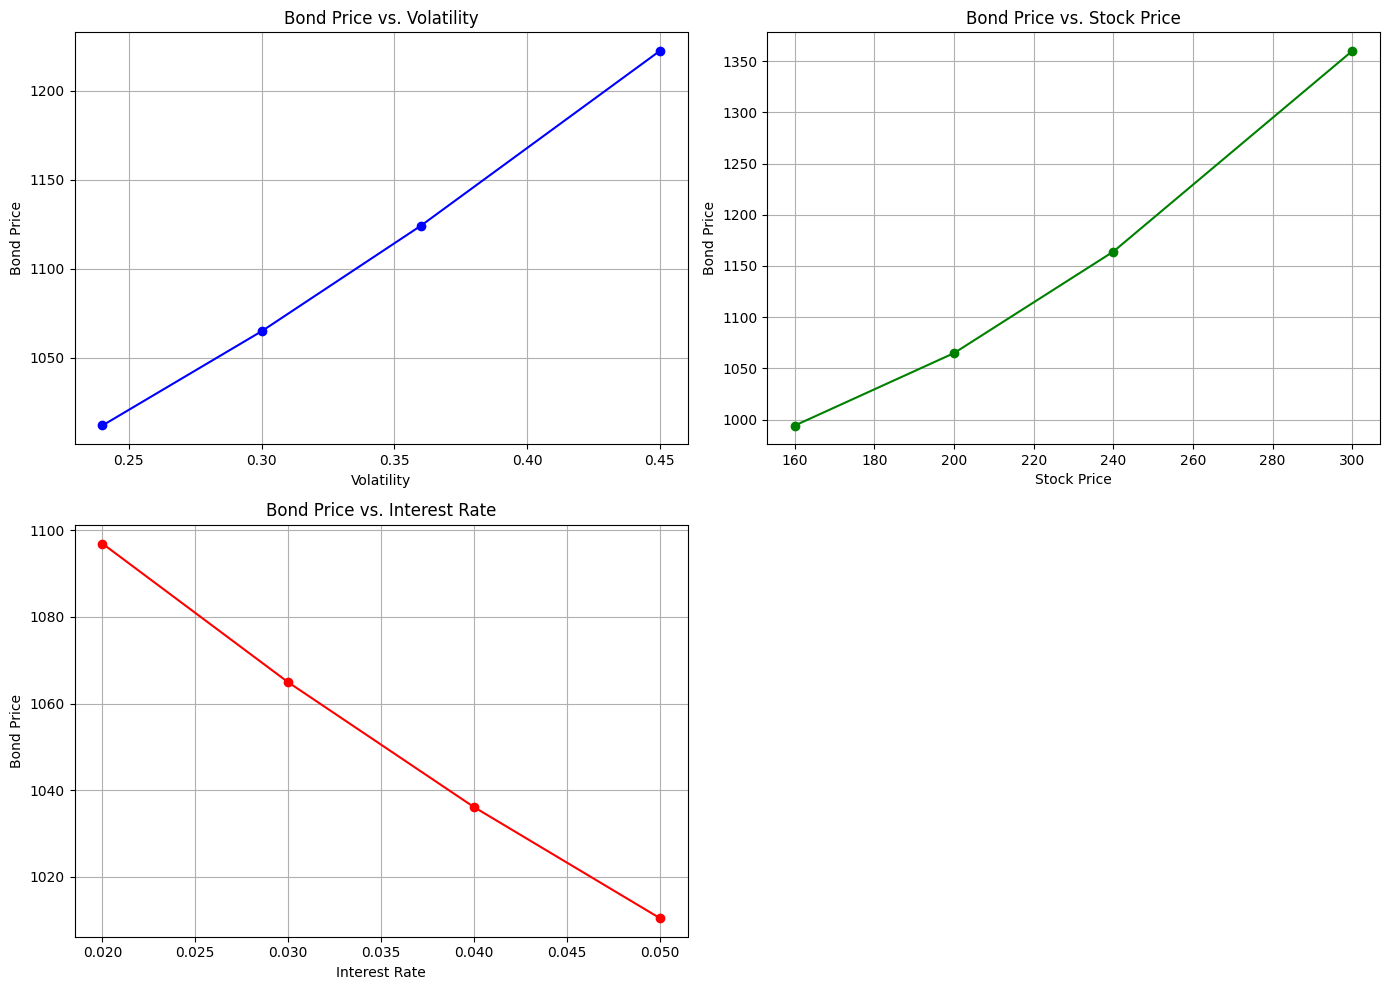 Bond Price vs. Volatility
Bond Price
1200
1150
1100
1050
0.25 0.30 0.35 0.40 0.45
Volatility
Bond Price vs. Stock Price
Bond Price
1350
1300
1250
1200
1150
1100
1050
1000
160 180 200 220 240 260 280 300
Stock Price
Bond Price vs. Interest Rate
Bond Price
1100
1080
1060
1040
1020
0.020 0.025 0.030 0.035 0.040 0.045 0.050
Interest Rate